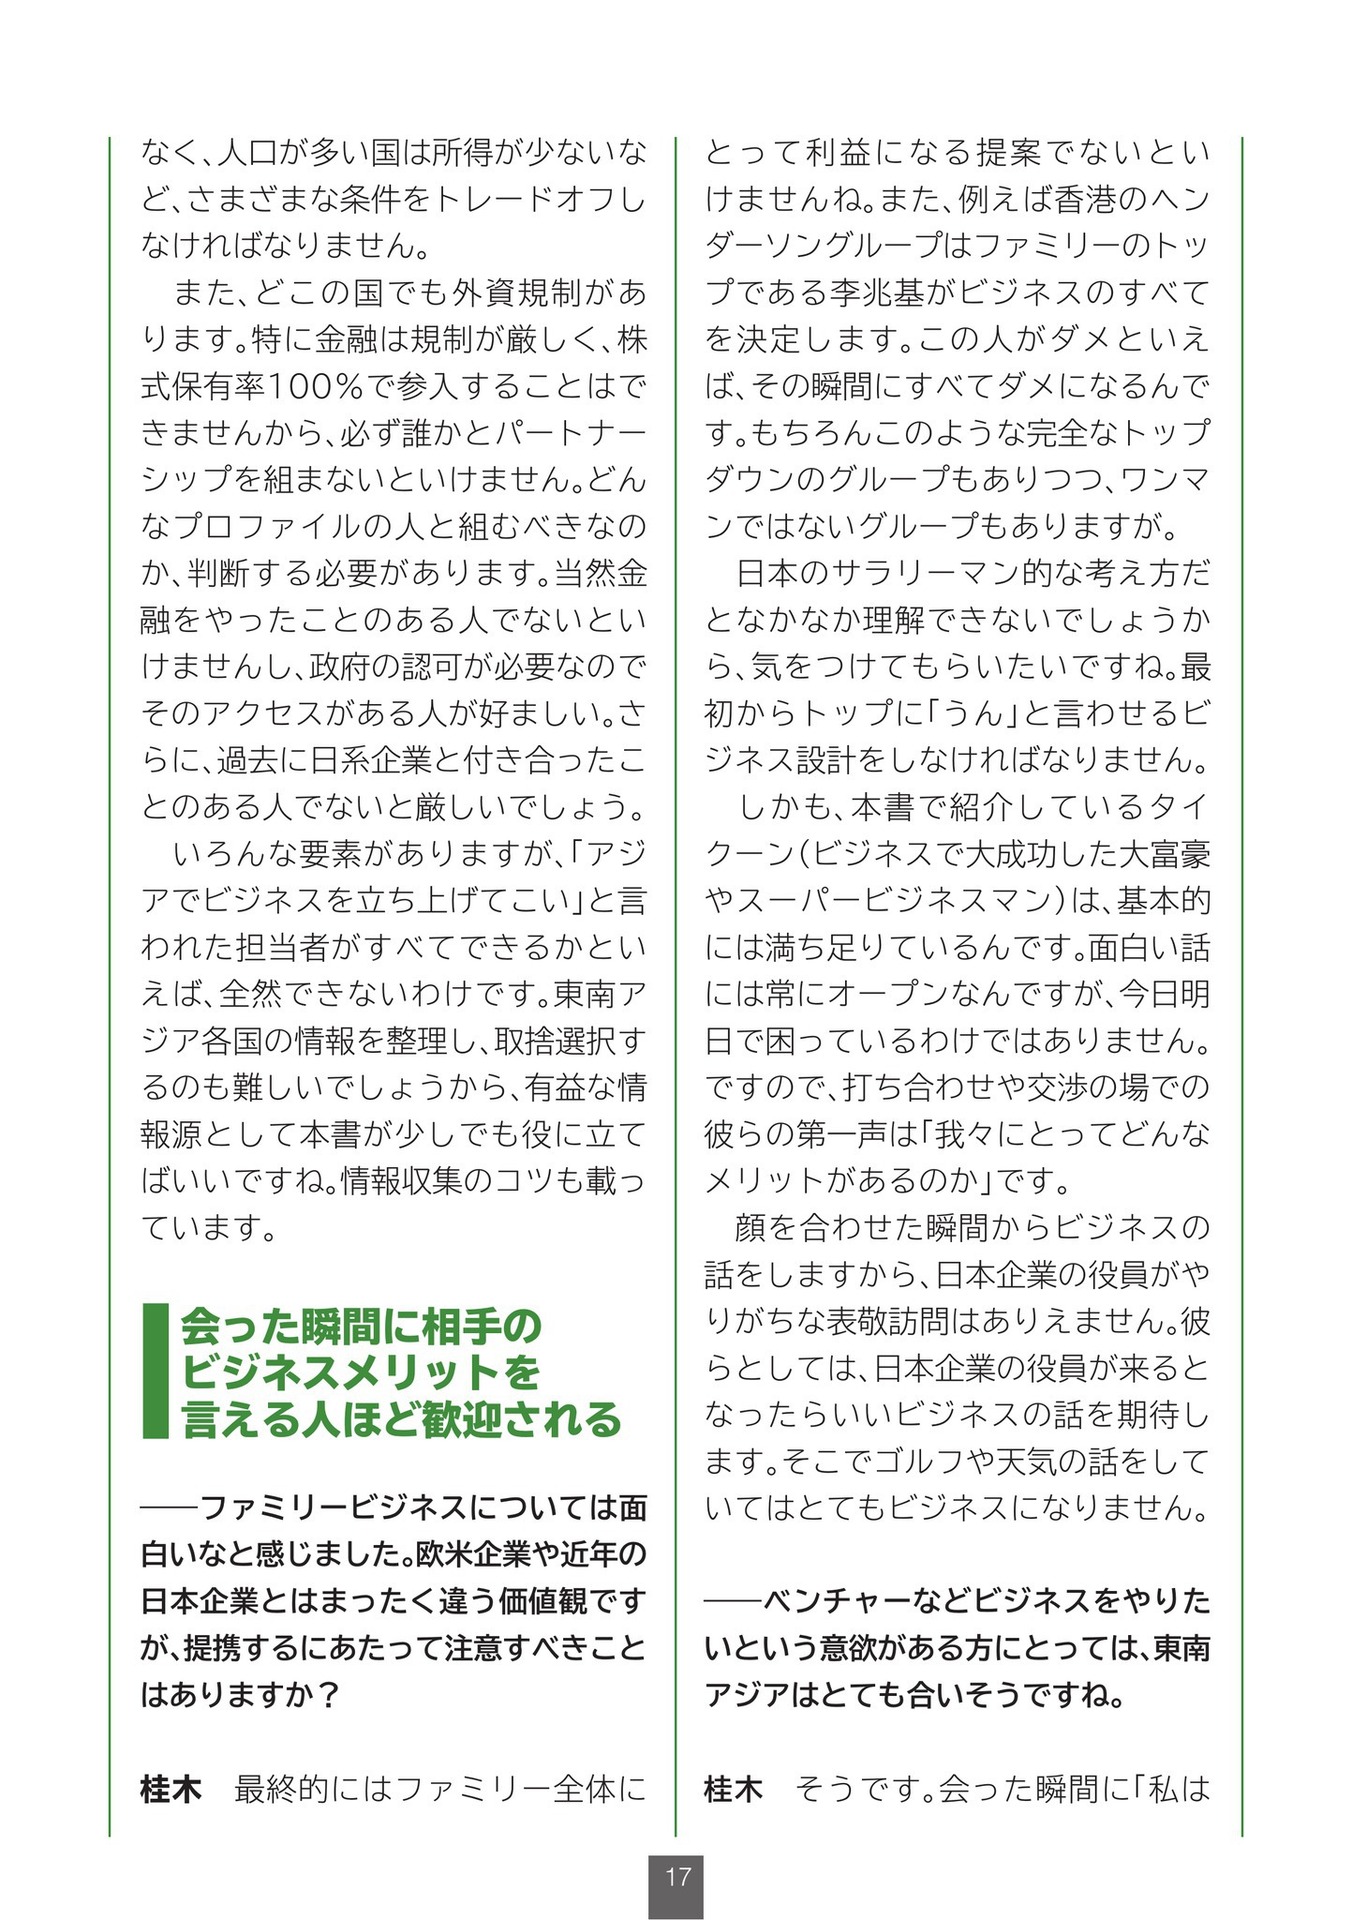 なく、人口が多い国は所得が少ないな
ど、さまざまな条件をトレードオフし
なければなりません。
　また、どこの国でも外資規制があ
ります。特に金融は規制が厳しく、株
式保有率100％で参入することはで
きませんから、必ず誰かとパートナー
シップを組まないといけません。どん
なプロファイルの人と組むべきなの
か、判断する必要があります。当然金
融をやったことのある人でないとい
けませんし、政府の認可が必要なので
そのアクセスがある人が好ましい。さ
らに、過去に日系企業と付き合ったこ
とのある人でないと厳しいでしょう。
　いろんな要素がありますが、「アジ
アでビジネスを立ち上げてこい」と言
われた担当者がすべてできるかとい
えば、全然できないわけです。東南ア
ジア各国の情報を整理し、取捨選択す
るのも難しいでしょうから、有益な情
報源として本書が少しでも役に立て
ばいいですね。情報収集のコツも載っ
ています。
会った瞬間に相手の
ビジネスメリットを
言える人ほど歓迎される
――ファミリービジネスについては面
白いなと感じました。欧米企業や近年の
日本企業とはまったく違う価値観です
が、提携するにあたって注意すべきこと
はありますか？
桂木　最終的にはファミリー全体に
とって利益になる提案でないとい
けませんね。また、例えば香港のヘン
ダーソングループはファミリーのトッ
プである李兆基がビジネスのすべて
を決定します。この人がダメといえ
ば、その瞬間にすべてダメになるんで
す。もちろんこのような完全なトップ
ダウンのグループもありつつ、ワンマ
ンではないグループもありますが。
　日本のサラリーマン的な考え方だ
となかなか理解できないでしょうか
ら、気をつけてもらいたいですね。最
初からトップに「うん」と言わせるビ
ジネス設計をしなければなりません。
　しかも、本書で紹介しているタイ
クーン（ビジネスで大成功した大富豪
やスーパービジネスマン）は、基本的
には満ち足りているんです。面白い話
には常にオープンなんですが、今日明
日で困っているわけではありません。
ですので、打ち合わせや交渉の場での
彼らの第一声は「我々にとってどんな
メリットがあるのか」です。
　顔を合わせた瞬間からビジネスの
話をしますから、日本企業の役員がや
りがちな表敬訪問はありえません。彼
らとしては、日本企業の役員が来ると
なったらいいビジネスの話を期待し
ます。そこでゴルフや天気の話をして
いてはとてもビジネスになりません。
――ベンチャーなどビジネスをやりた
いという意欲がある方にとっては、東南
アジアはとても合いそうですね。
桂木　そうです。会った瞬間に「私は
17